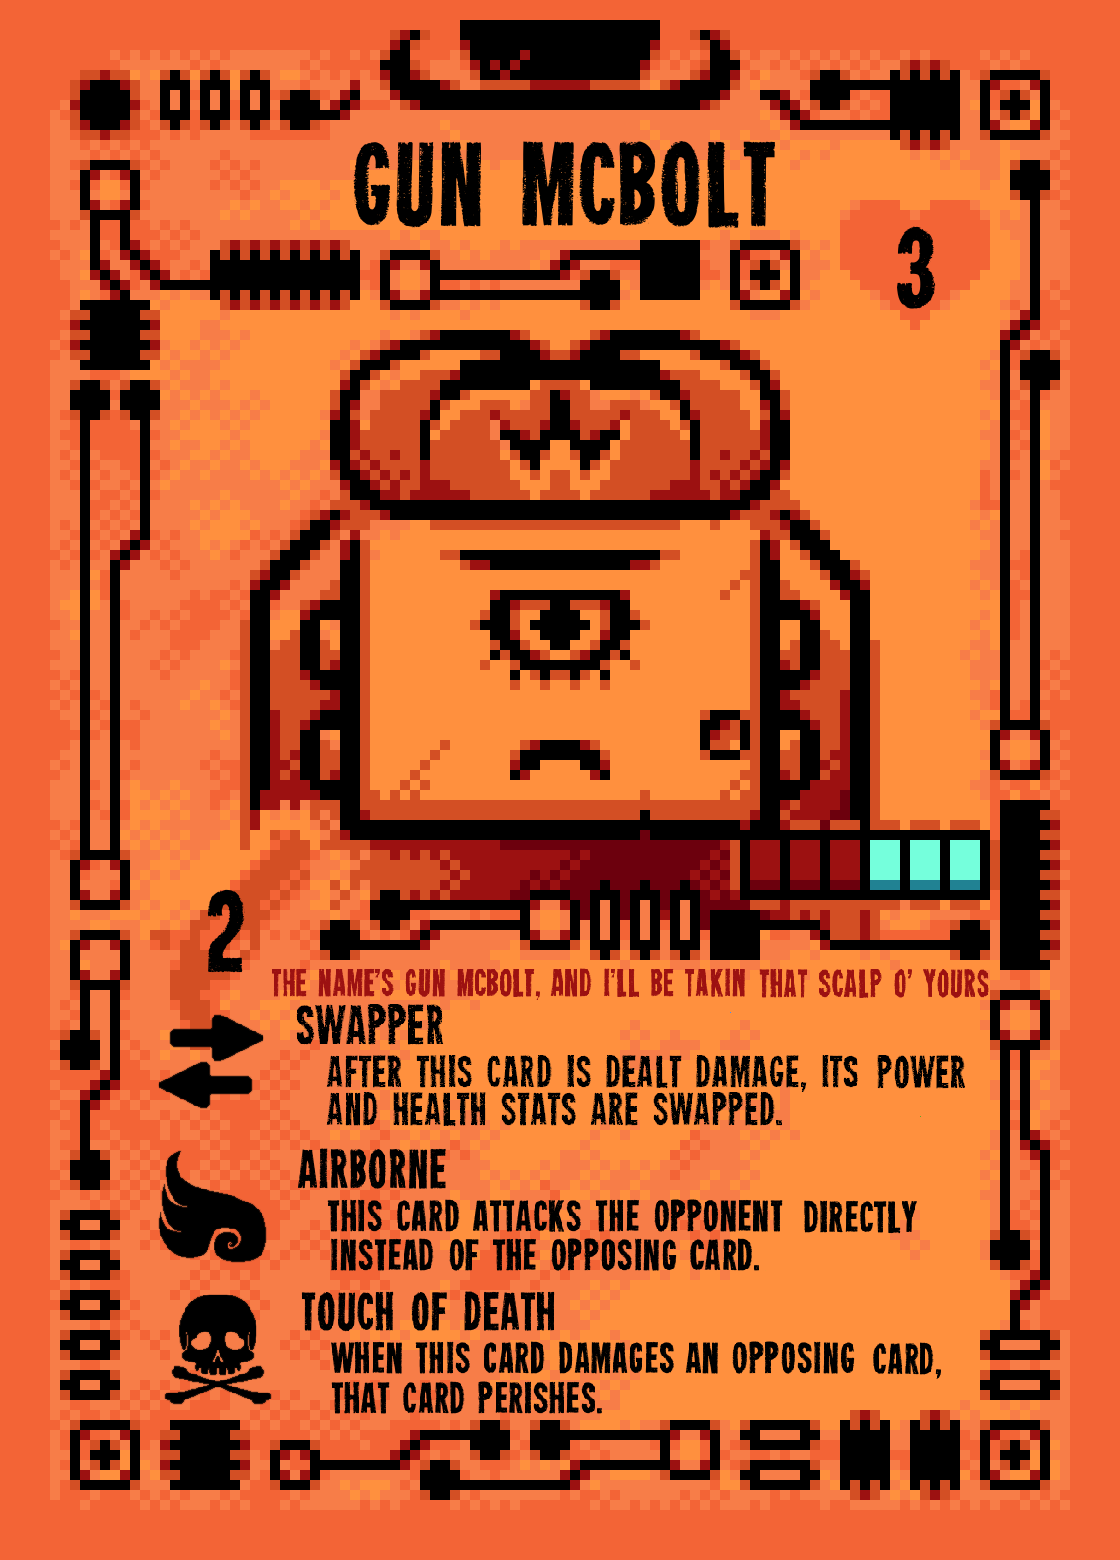 GUN MCBOLT
3
W
2
THE NAME'S GUN MCBOLT, AND I'LL BE TAKIN THAT SCALP O' YOURS
SWAPPER
AFTER THIS CARD IS DEALT DAMAGE, ITS POWER
AND HEALTH STATS ARE SWAPPED.
AIRBORNE
THIS CARD ATTACKS THE OPPONENT DIRECTLY
INSTEAD OF THE OPPOSING CARD.
TOUCH OF DEATH
WHEN THIS CARD DAMAGES AN OPPOSING CARD,
THAT CARD PERISHES.